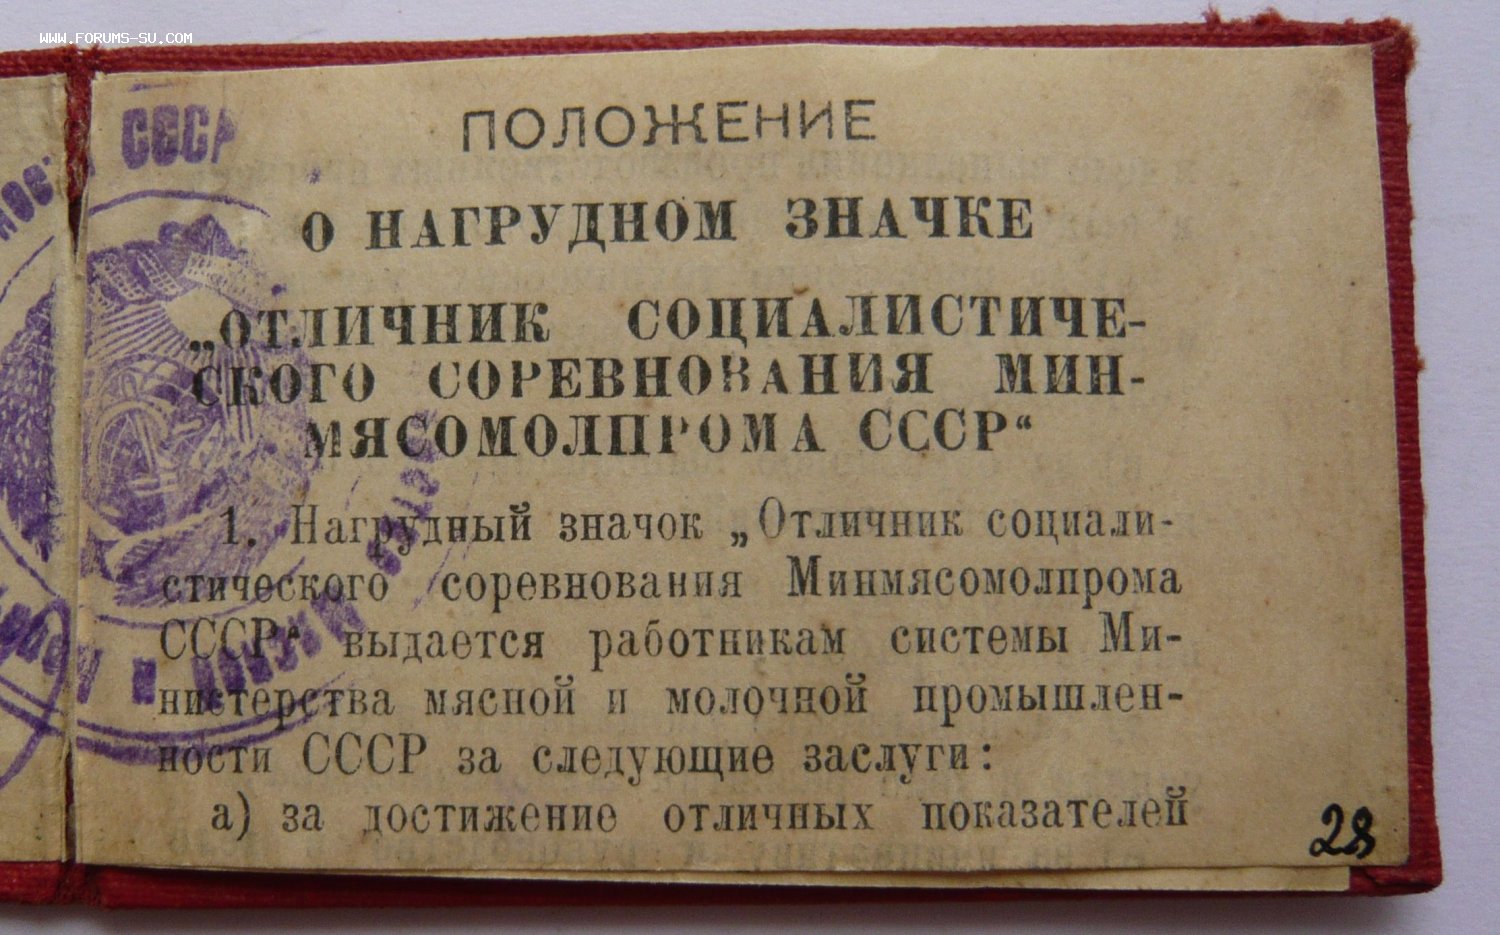 WWW.FORUMS-SU.COM
СССР
ПОЛОЖЕНИЕ
О НАГРУДНОМ ЗНАЧКЕ
„ОТЛИЧНИК СОЦИАЛИСТИЧЕ-
СКОГО СОРЕВНОВАНИЯ МИН-
МЯСОМОЛПРОМА СССР“
1. Нагрудный значок „Отличник социали-
стического соревнования Минмясомолпрома
СССР“ выдается работникам системы Ми-
нистерства мясной и молочной промышлен-
ности СССР за следующие заслуги:
а) за достижение отличных показателей
28